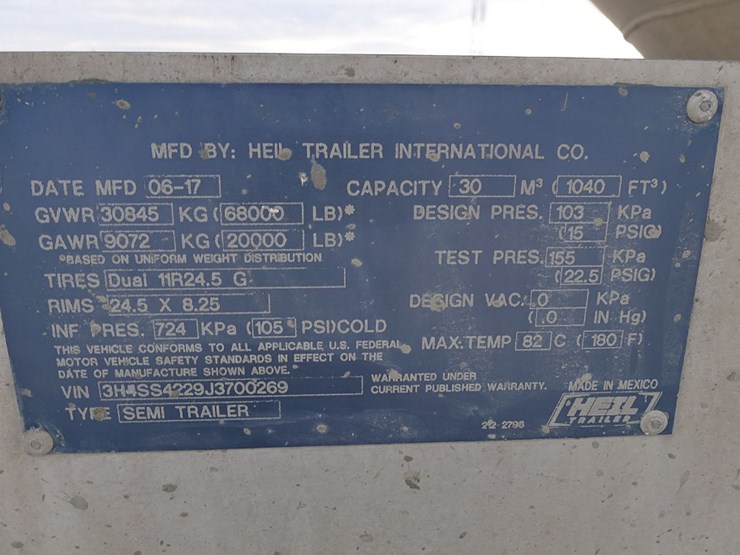 MFD BY: HEIL TRAILER INTERNATIONAL CO.
DATE MFD 06-17
CAPACITY 30 M³ (1040 FT³)
GVWR 30845 KG (68000 LB)*
DESIGN PRES. 103 KPa
(15 PSIG)
GAWR 9072 KG (20000 LB)*
*BASED ON UNIFORM WEIGHT DISTRIBUTION
TEST PRES. 155 KPa
(22.5 PSIG)
TIRES Dual 11R24.5 G
RIMS 24.5 X 8.25
DESIGN VAC. 0 KPa
(.0 IN Hg)
INF PRES. 724 KPa (105 PSI)COLD
MAX.TEMP 82 C (180 F)
THIS VEHICLE CONFORMS TO ALL APPLICABLE U.S. FEDERAL
MOTOR VEHICLE SAFETY STANDARDS IN EFFECT ON THE
DATE OF MANUFACTURE SHOWN ABOVE.
VIN 3H4SS4229J3700269
WARRANTED UNDER
CURRENT PUBLISHED WARRANTY.
MADE IN MEXICO
TYPE SEMI TRAILER
HEIL
TRAILER
22-2796